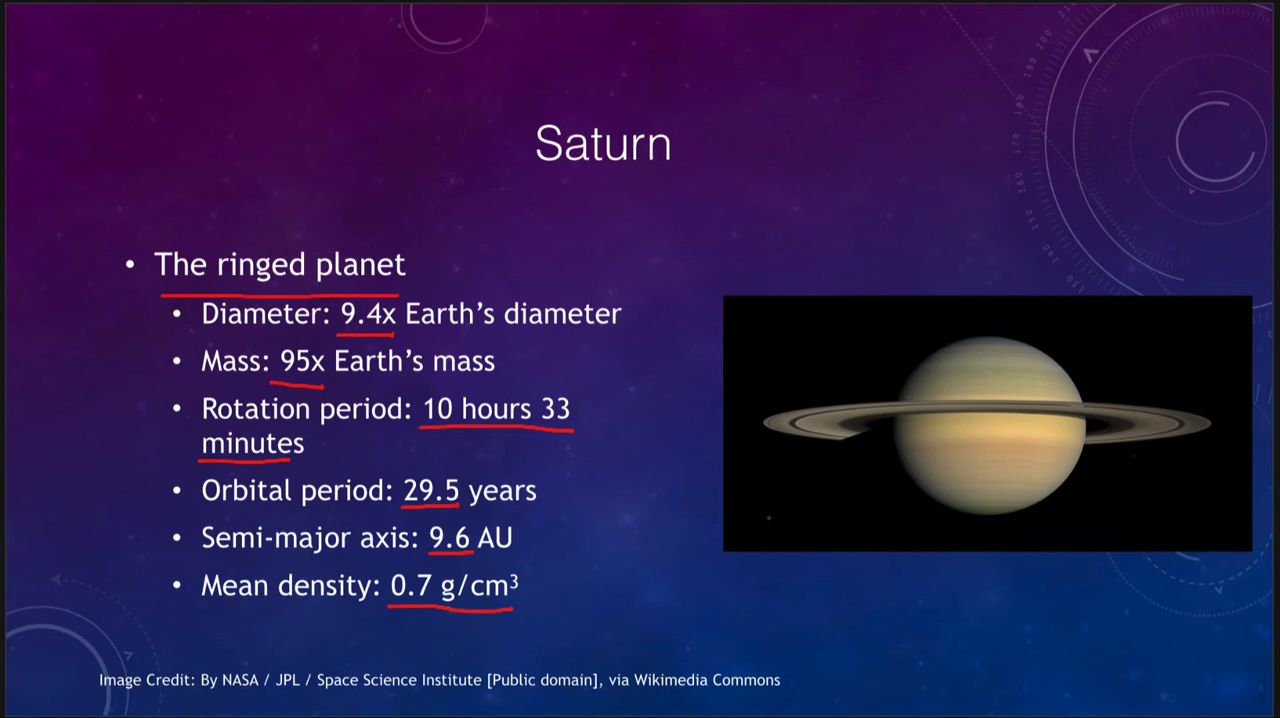 Saturn
• The ringed planet
• Diameter: 9.4x Earth’s diameter
• Mass: 95x Earth’s mass
• Rotation period: 10 hours 33
minutes
• Orbital period: 29.5 years
• Semi-major axis: 9.6 AU
• Mean density: 0.7 g/cm³
Image Credit: By NASA / JPL / Space Science Institute [Public domain], via Wikimedia Commons